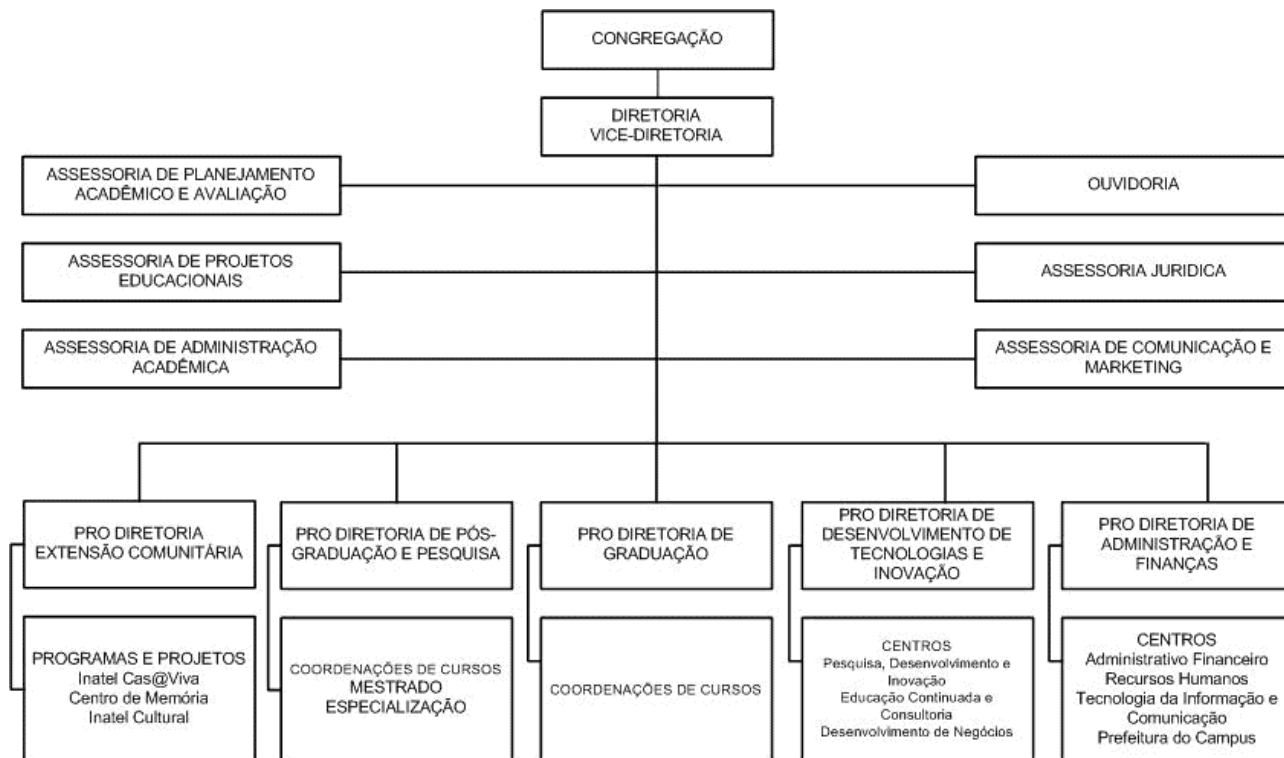 CONGREGAÇÃO
DIRETORIA
VICE-DIRETORIA
ASSESSORIA DE PLANEJAMENTO
ACADÊMICO E AVALIAÇÃO
OUVIDORIA
ASSESSORIA DE PROJETOS
EDUCACIONAIS
ASSESSORIA JURIDICA
ASSESSORIA DE ADMINISTRAÇÃO
ACADÊMICA
ASSESSORIA DE COMUNICAÇÃO E
MARKETING
PRO DIRETORIA
EXTENSÃO COMUNITÁRIA
PRO DIRETORIA DE PÓS-
GRADUAÇÃO E PESQUISA
PRO DIRETORIA DE
GRADUAÇÃO
PRO DIRETORIA DE
DESENVOLVIMENTO DE
TECNOLOGIAS E
INOVAÇÃO
PRO DIRETORIA DE
ADMINISTRAÇÃO E
FINANÇAS
PROGRAMAS E PROJETOS
Inatel Cas@Viva
Centro de Memória
Inatel Cultural
COORDENAÇÕES DE CURSOS
MESTRADO
ESPECIALIZAÇÃO
COORDENAÇÕES DE CURSOS
CENTROS
Pesquisa, Desenvolvimento e
Inovação
Educação Continuada e
Consultoria
Desenvolvimento de Negócios
CENTROS
Administrativo Financeiro
Recursos Humanos
Tecnologia da Informação e
Comunicação
Prefeitura do Campus